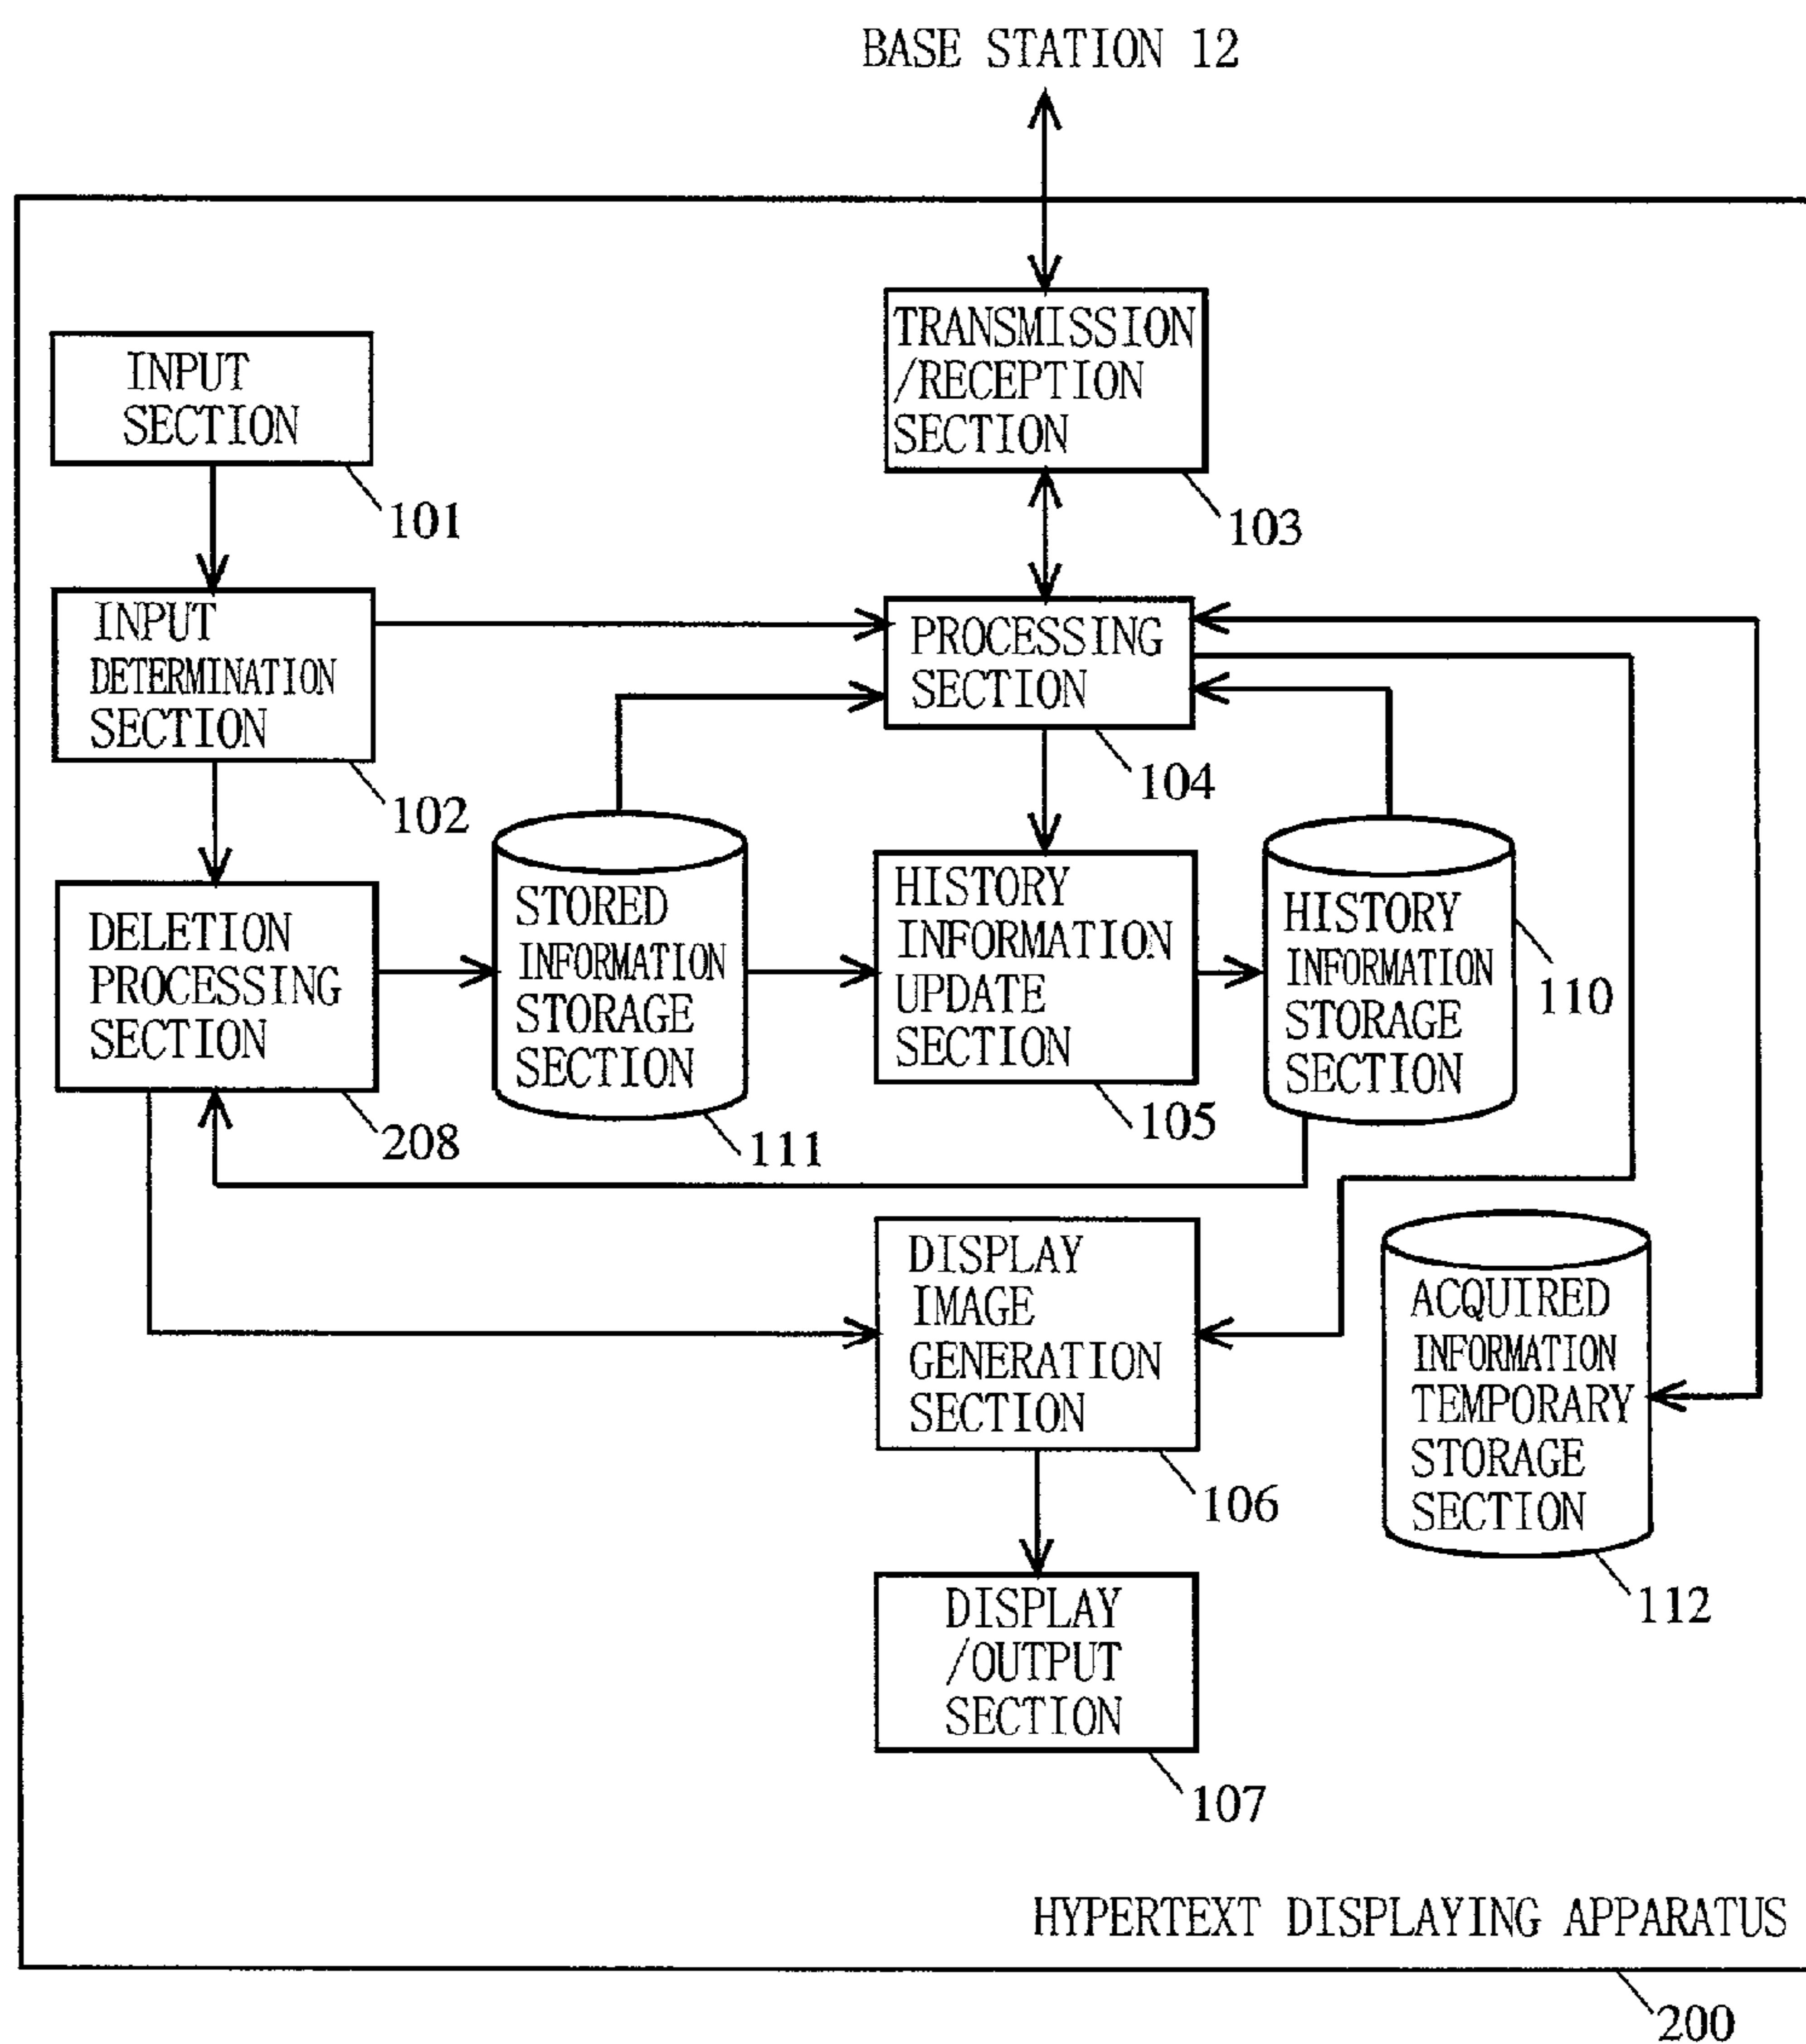 BASE STATION 12
TRANSMISSION
/RECEPTION
SECTION
103
INPUT
SECTION
101
INPUT
DETERMINATION
SECTION
102
PROCESSING
SECTION
104
DELETION
PROCESSING
SECTION
208
STORED
INFORMATION
STORAGE
SECTION
111
HISTORY
INFORMATION
UPDATE
SECTION
105
HISTORY
INFORMATION
STORAGE
SECTION
110
DISPLAY
IMAGE
GENERATION
SECTION
106
ACQUIRED
INFORMATION
TEMPORARY
STORAGE
SECTION
112
DISPLAY
/OUTPUT
SECTION
107
HYPERTEXT DISPLAYING APPARATUS
200